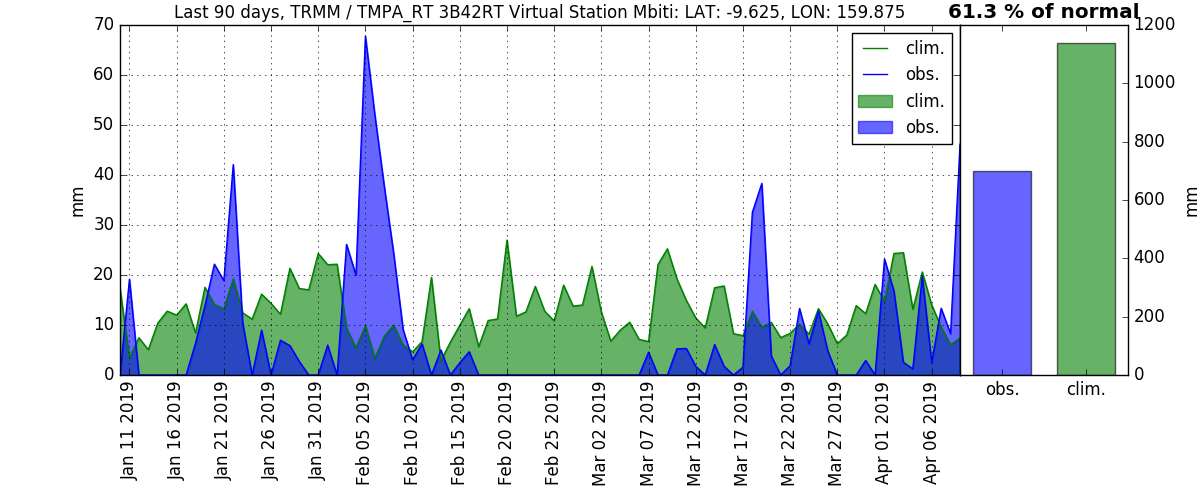 Last 90 days, TRMM / TMPA_RT 3B42RT Virtual Station Mbiti: LAT: -9.625, LON: 159.875
61.3 % of normal
70
60
50
40
30
20
10
0
mm
clim.
obs.
clim.
obs.
1200
1000
800
600
400
200
0
mm
Jan 11 2019
Jan 16 2019
Jan 21 2019
Jan 26 2019
Jan 31 2019
Feb 05 2019
Feb 10 2019
Feb 15 2019
Feb 20 2019
Feb 25 2019
Mar 02 2019
Mar 07 2019
Mar 12 2019
Mar 17 2019
Mar 22 2019
Mar 27 2019
Apr 01 2019
Apr 06 2019
obs.
clim.